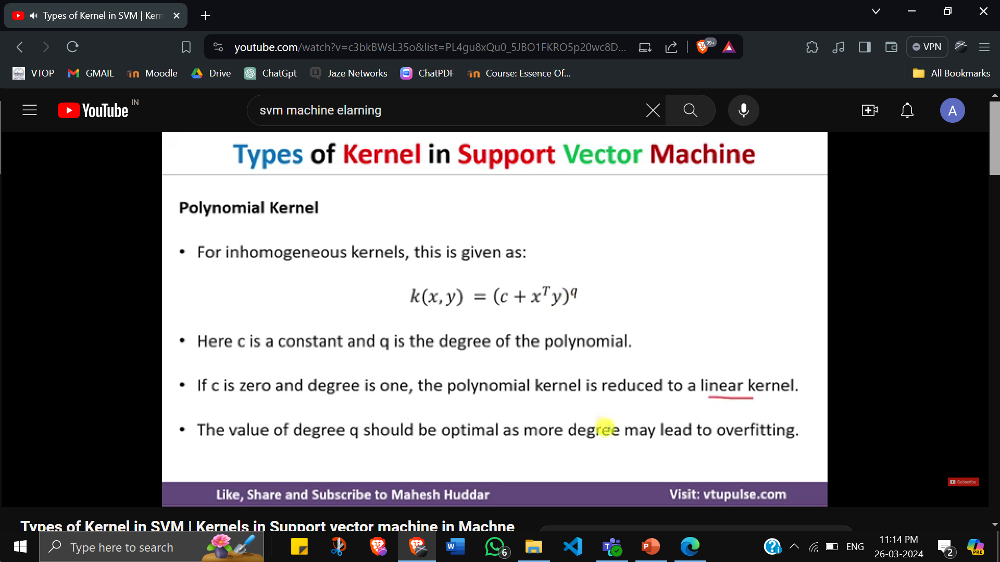 Types of Kernel in SVM | Kern
youtube.com/watch?v=c3bkBWsL35o&list=PL4gu8xQu0_5JBO1FKRO5p20wc8D...
99+
VPN
VTOP
GMAIL
Moodle
Drive
ChatGpt
Jaze Networks
ChatPDF
Course: Essence Of...
All Bookmarks
YouTube IN
svm machine elarning
A
Types of Kernel in Support Vector Machine
Polynomial Kernel
• For inhomogeneous kernels, this is given as:
k(x, y) = (c + x^T y)^q
• Here c is a constant and q is the degree of the polynomial.
• If c is zero and degree is one, the polynomial kernel is reduced to a linear kernel.
• The value of degree q should be optimal as more degree may lead to overfitting.
Subscribe
Like, Share and Subscribe to Mahesh Huddar
Visit: vtupulse.com
Types of Kernel in SVM | Kernels in Support vector machine in Machne
Type here to search
6
ENG
11:14 PM
26-03-2024
2
PRE